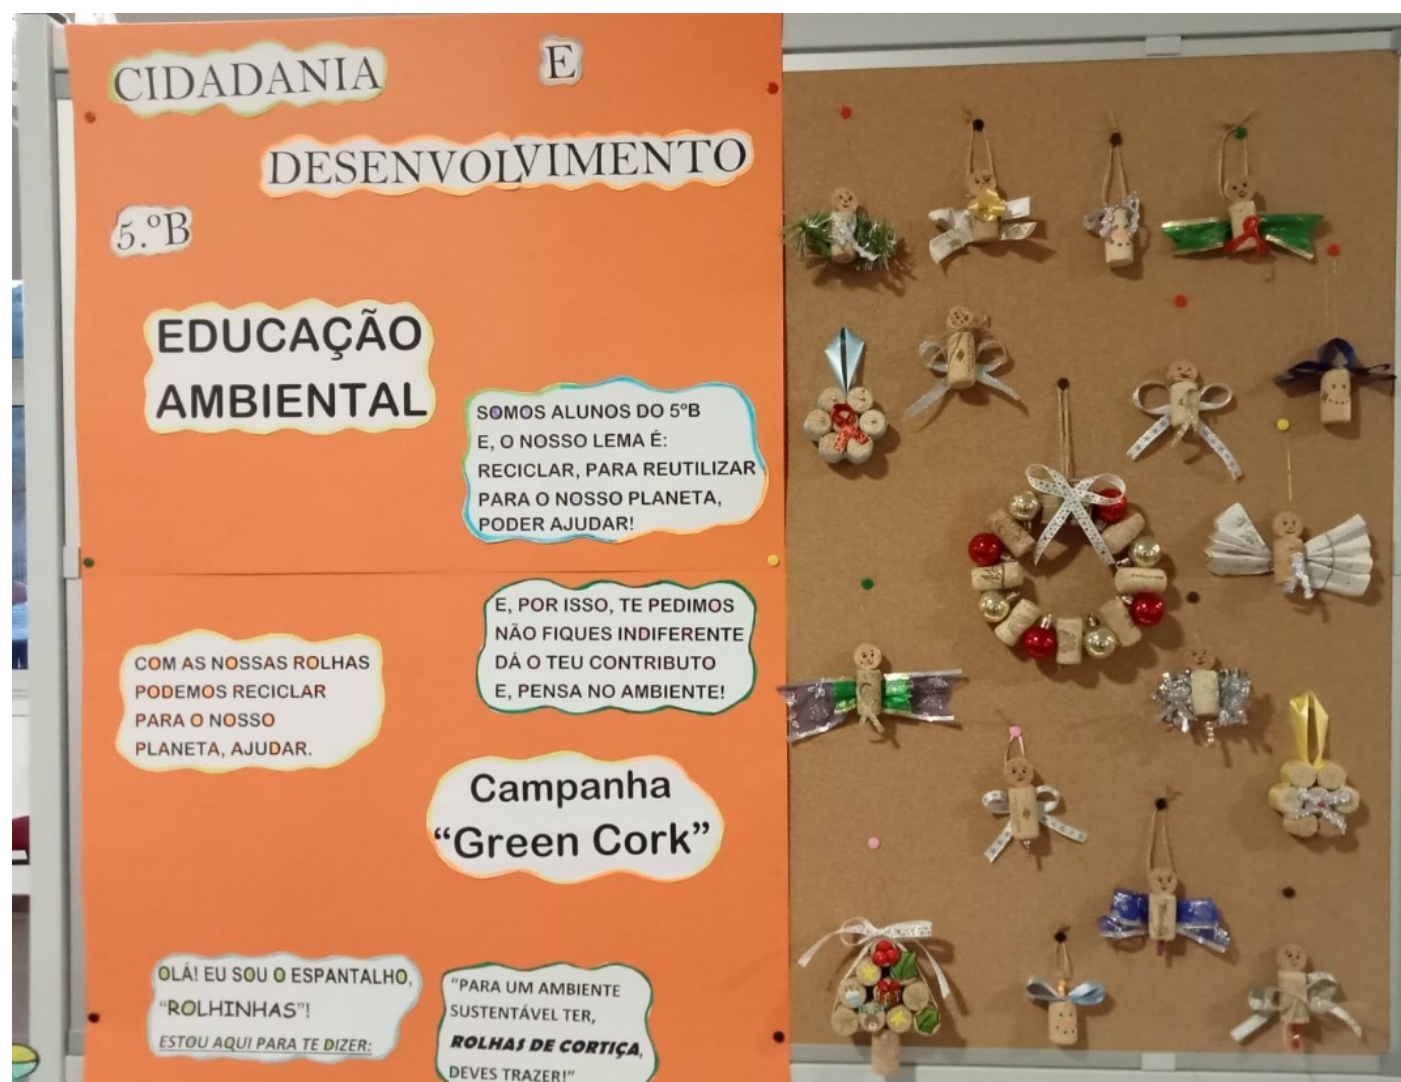 CIDADANIA E
DESENVOLVIMENTO
5.ºB
EDUCAÇÃO
AMBIENTAL
SOMOS ALUNOS DO 5ºB
E, O NOSSO LEMA É:
RECICLAR, PARA REUTILIZAR
PARA O NOSSO PLANETA,
PODER AJUDAR!
E, POR ISSO, TE PEDIMOS
NÃO FIQUES INDIFERENTE
DÁ O TEU CONTRIBUTO
E, PENSA NO AMBIENTE!
COM AS NOSSAS ROLHAS
PODEMOS RECICLAR
PARA O NOSSO
PLANETA, AJUDAR.
Campanha
“Green Cork”
OLÁ! EU SOU O ESPANTALHO,
“ROLHINHAS”!
ESTOU AQUI PARA TE DIZER:
“PARA UM AMBIENTE
SUSTENTÁVEL TER,
ROLHAS DE CORTIÇA,
DEVES TRAZER!”